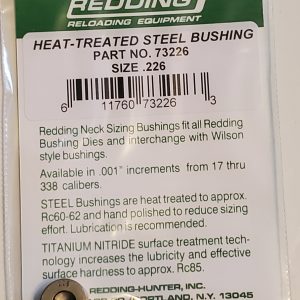 REDDING
RELOADING EQUIPMENT
HEAT-TREATED STEEL BUSHING
PART NO. 73226
SIZE .226
6 11760 73226 3
Redding Neck Sizing Bushings fit all Redding
Bushing Dies and interchange with Wilson
style bushings.
Available in .001" increments from 17 thru
338 calibers.
STEEL Bushings are heat treated to approx.
Rc60-62 and hand polished to reduce sizing
effort. Lubrication is recommended.
TITANIUM NITRIDE surface treatment tech-
nology increases the lubricity and effective
surface hardness to approx. Rc85.
REDDING-HUNTER, INC.
CORTLAND, N.Y. 13045